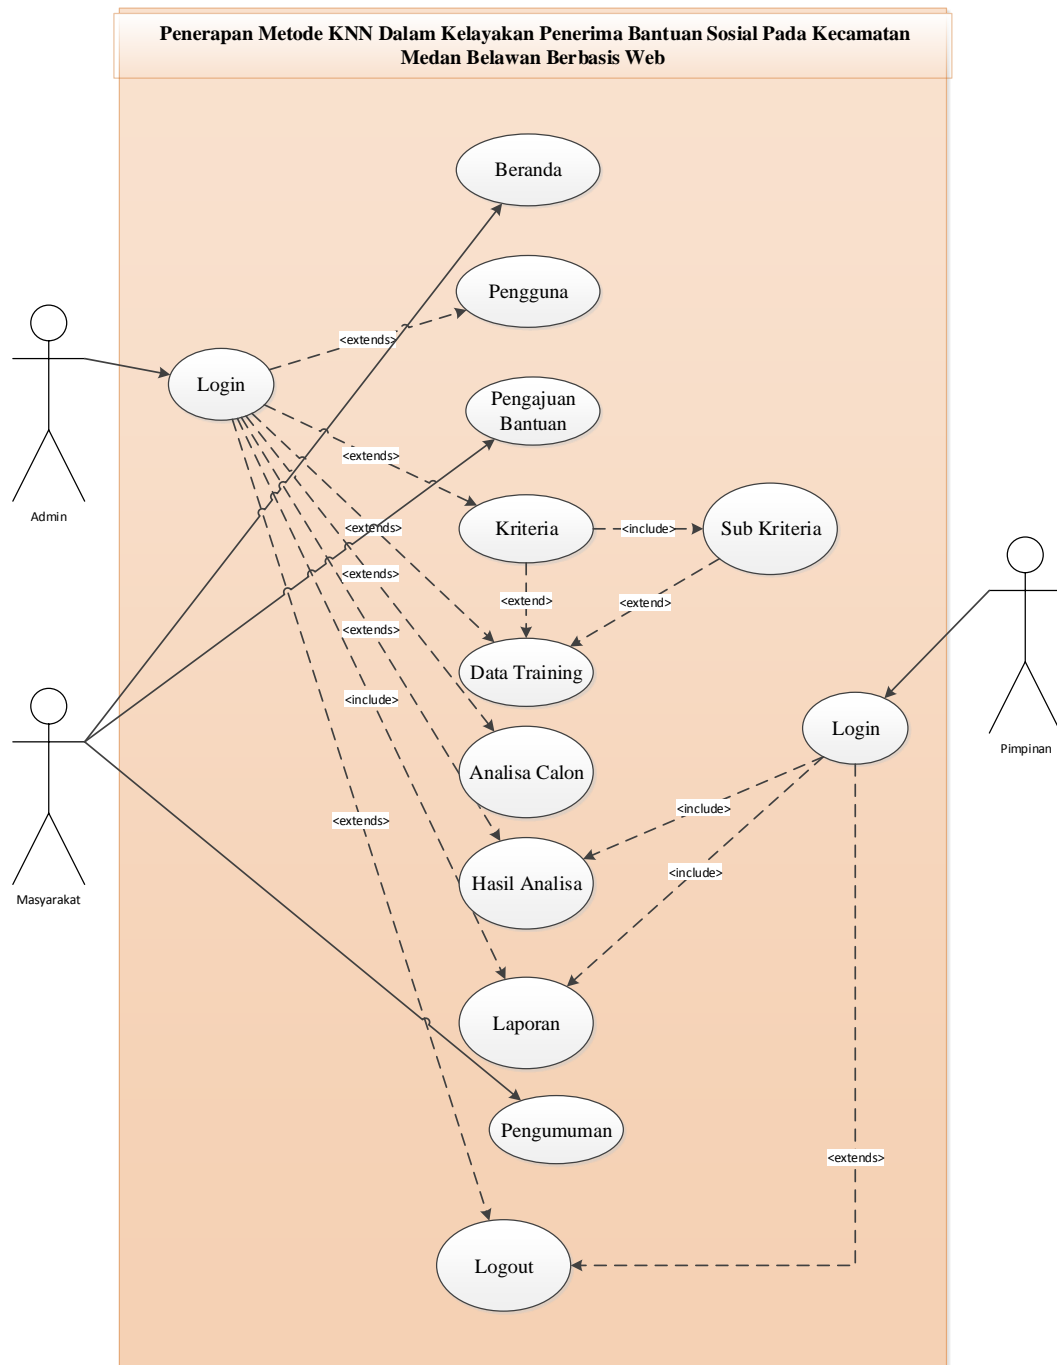 Penerapan Metode KNN Dalam Kelayakan Penerima Bantuan Sosial Pada Kecamatan
Medan Belawan Berbasis Web
Beranda
Pengguna
<extends>
Login
Pengajuan
Bantuan
<extends>
Admin
<extends>
Kriteria
<include>
Sub Kriteria
<extends>
<extend>
<extend>
<extends>
Data Training
<include>
Login
Pimpinan
Analisa Calon
<include>
<extends>
<include>
Hasil Analisa
Masyarakat
Laporan
Pengumuman
<extends>
Logout